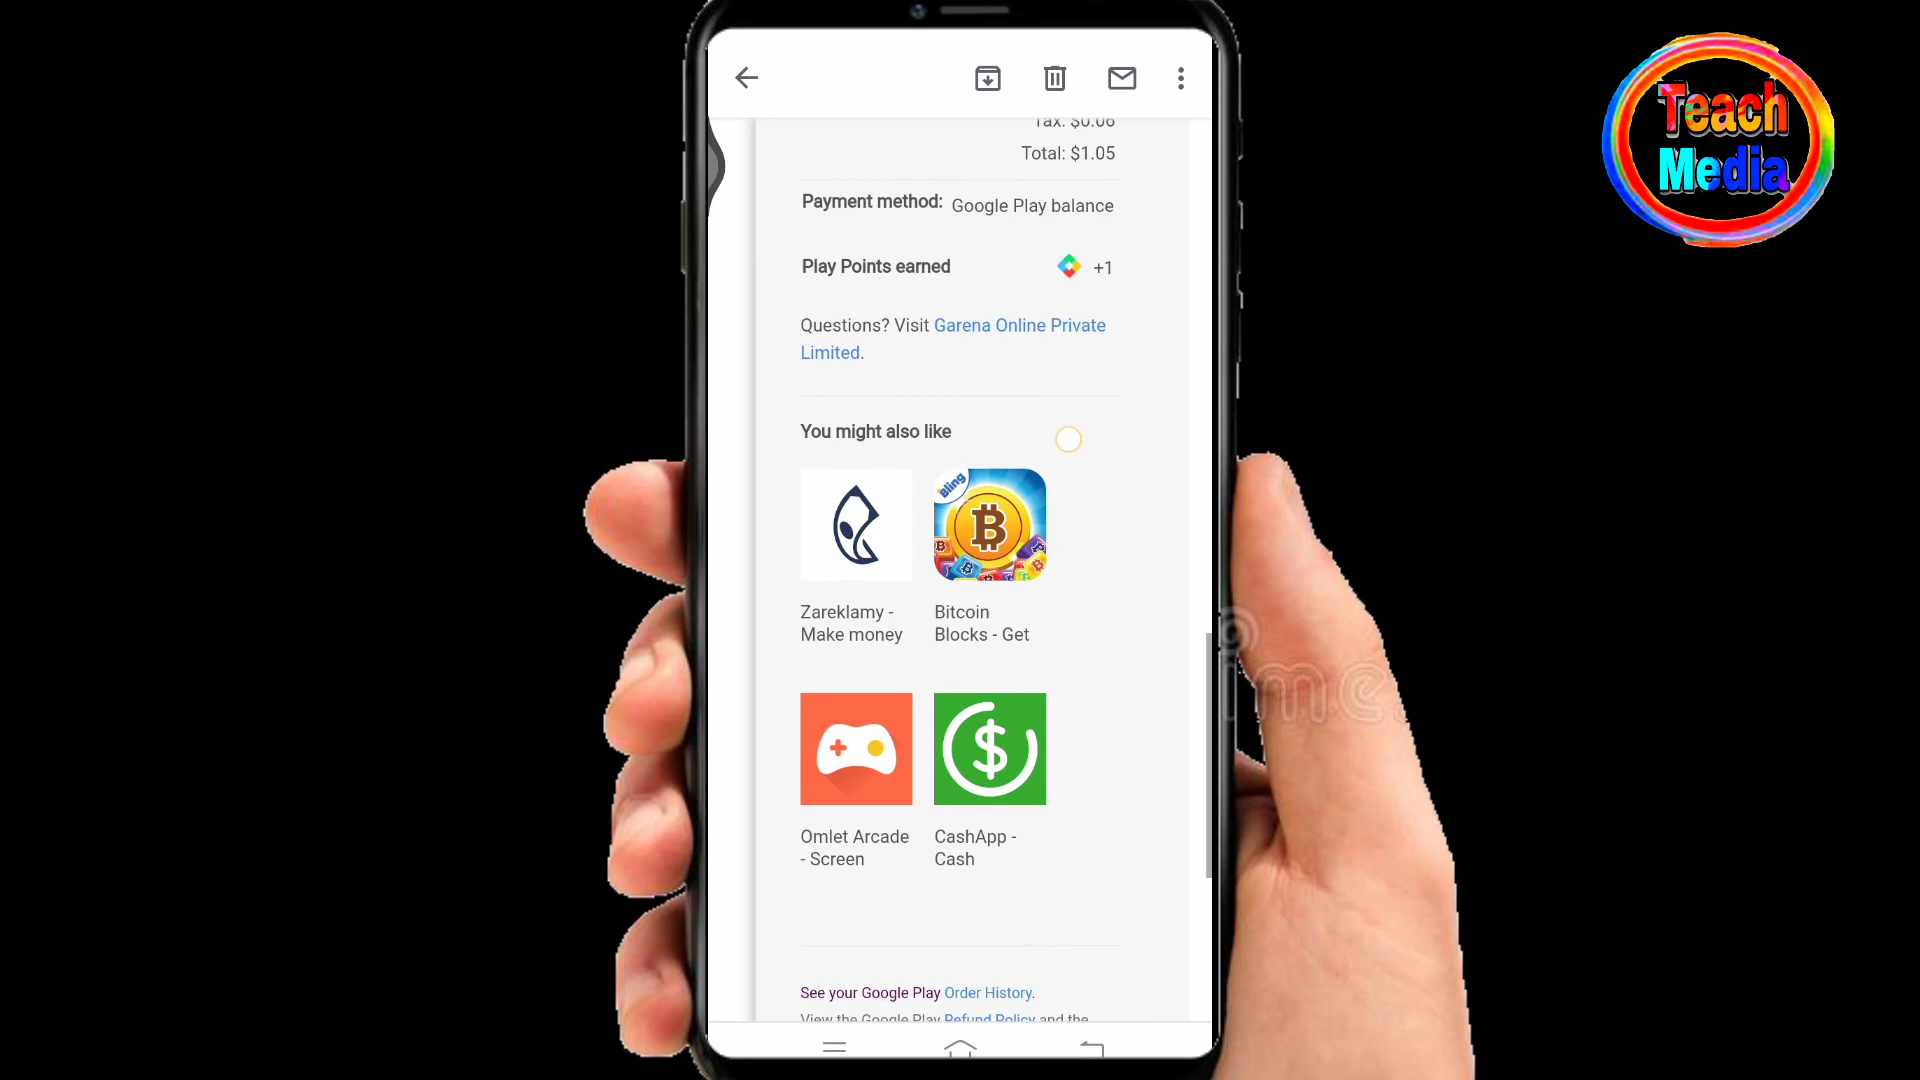 Teach
Media
Tax: $0.06
Total: $1.05
Payment method: Google Play balance
Play Points earned +1
Questions? Visit Garena Online Private
Limited.
You might also like
Bling
Zareklamy -
Make money
Bitcoin
Blocks - Get
Omlet Arcade
- Screen
CashApp -
Cash
See your Google Play Order History.
View the Google Play Refund Policy and the